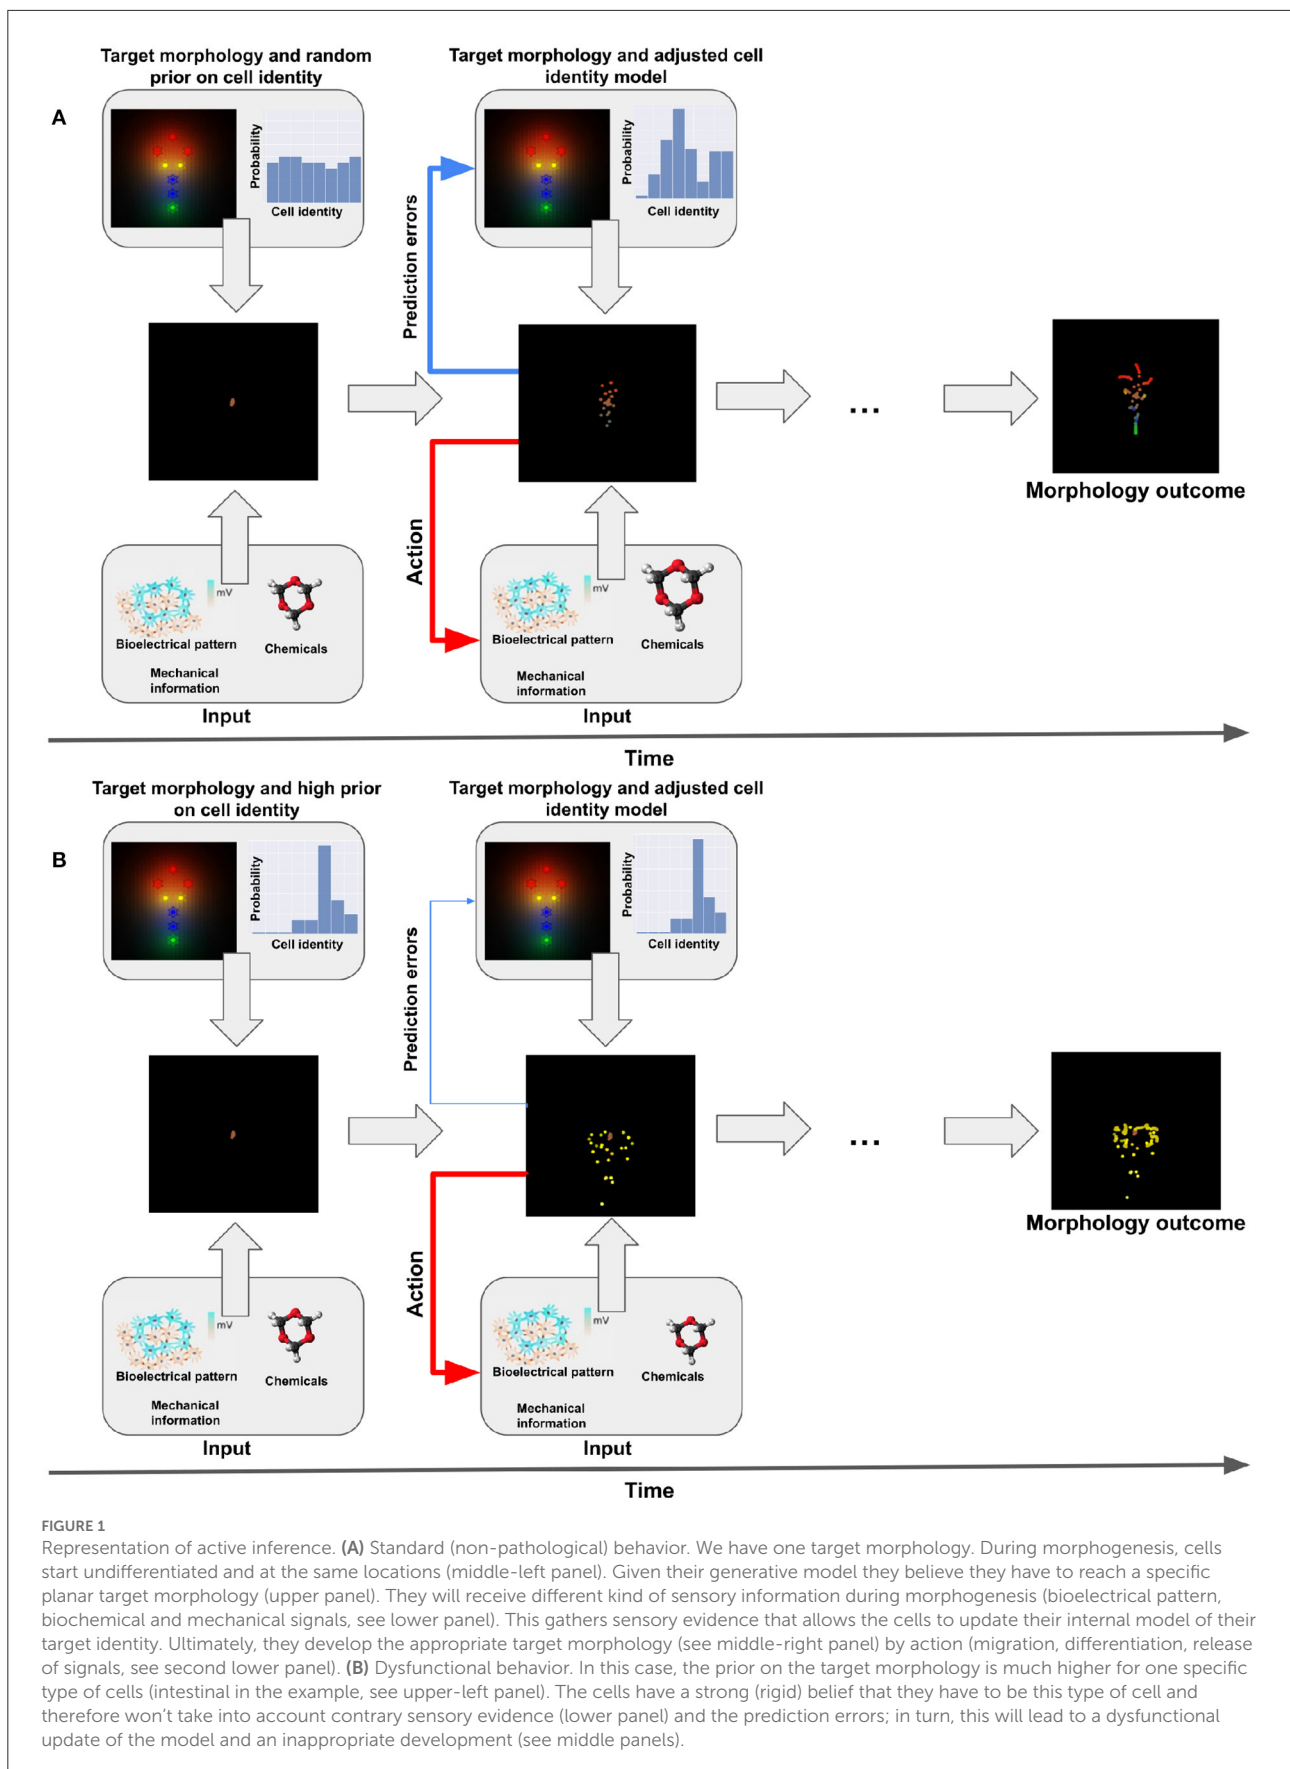 Target morphology and random
prior on cell identity
Target morphology and adjusted cell
identity model
A
Probability
Cell identity
Probability
Cell identity
Prediction errors
...
Morphology outcome
Action
mV
Bioelectrical pattern
Chemicals
Mechanical
information
Input
mV
Bioelectrical pattern
Chemicals
Mechanical
information
Input
Time
Target morphology and high prior
on cell identity
Target morphology and adjusted cell
identity model
B
Probability
Cell identity
Probability
Cell identity
Prediction errors
...
Morphology outcome
Action
mV
Bioelectrical pattern
Chemicals
Mechanical
information
Input
mV
Bioelectrical pattern
Chemicals
Mechanical
information
Input
Time
FIGURE 1
Representation of active inference. (A) Standard (non-pathological) behavior. We have one target morphology. During morphogenesis, cells
start undifferentiated and at the same locations (middle-left panel). Given their generative model they believe they have to reach a specific
planar target morphology (upper panel). They will receive different kind of sensory information during morphogenesis (bioelectrical pattern,
biochemical and mechanical signals, see lower panel). This gathers sensory evidence that allows the cells to update their internal model of their
target identity. Ultimately, they develop the appropriate target morphology (see middle-right panel) by action (migration, differentiation, release
of signals, see second lower panel). (B) Dysfunctional behavior. In this case, the prior on the target morphology is much higher for one specific
type of cells (intestinal in the example, see upper-left panel). The cells have a strong (rigid) belief that they have to be this type of cell and
therefore won't take into account contrary sensory evidence (lower panel) and the prediction errors; in turn, this will lead to a dysfunctional
update of the model and an inappropriate development (see middle panels).